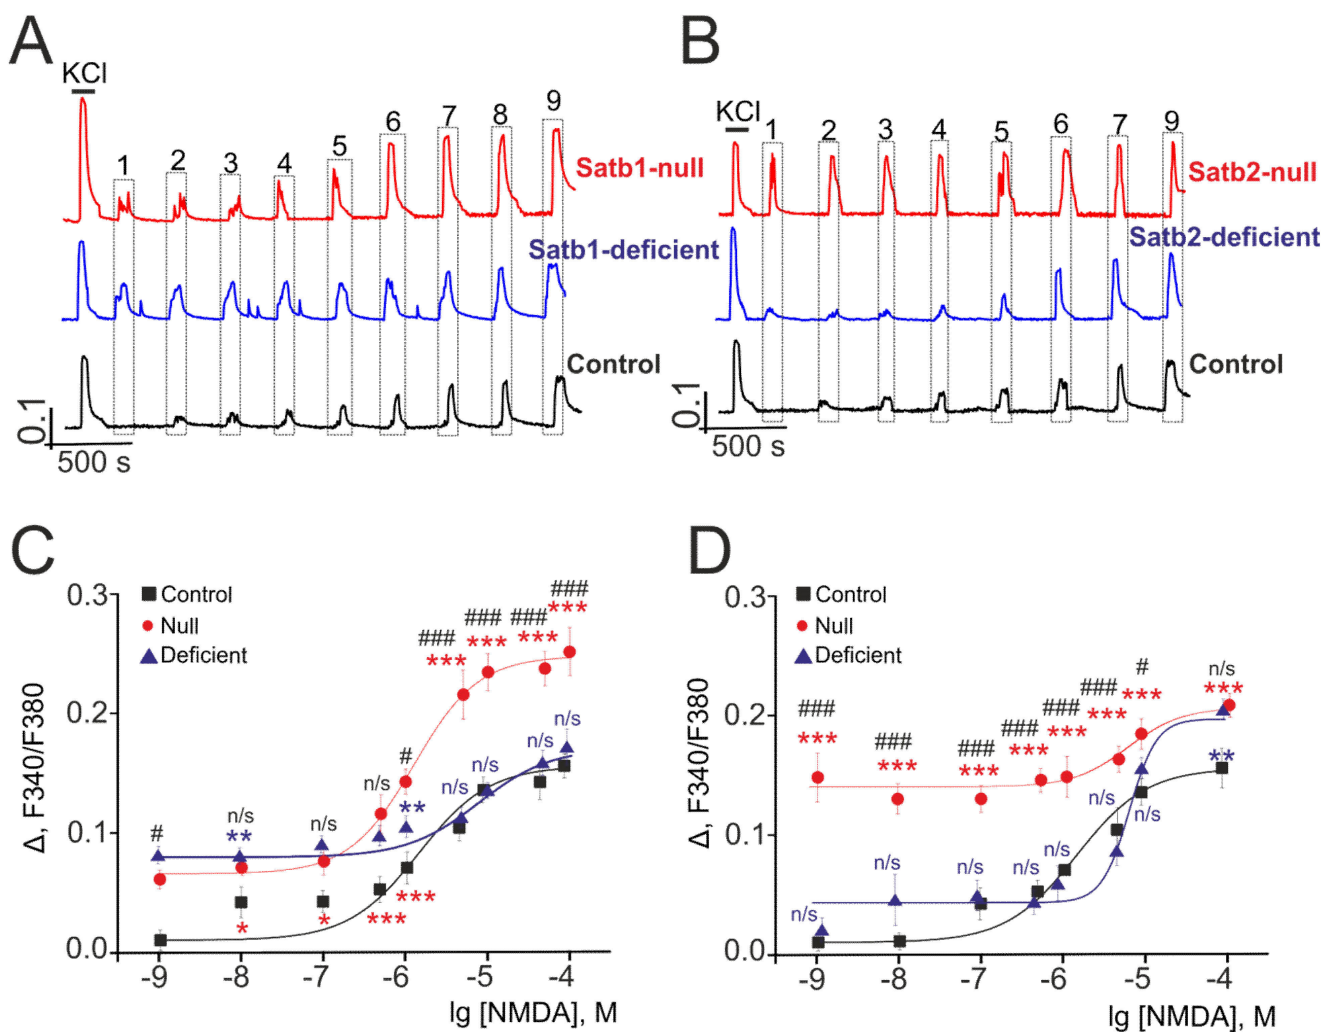 A
KCl
1 2 3 4 5 6 7 8 9
Satb1-null
Satb1-deficient
Control
0.1
500 s
B
KCl
1 2 3 4 5 6 7 9
Satb2-null
Satb2-deficient
Control
0.1
500 s
C
0.3
0.2
0.1
0.0
Δ, F340/F380
Control
Null
Deficient
### ### ### ###
*** *** *** ***
# n/s n/s n/s # n/s n/s n/s n/s
** **
* * *** ***
-9 -8 -7 -6 -5 -4
lg [NMDA], M
D
0.3
0.2
0.1
0.0
Δ, F340/F380
Control
Null
Deficient
### ### ### ### ### ### # n/s
*** *** *** *** *** *** *** ***
**
n/s n/s n/s n/s n/s n/s n/s
-9 -8 -7 -6 -5 -4
lg [NMDA], M